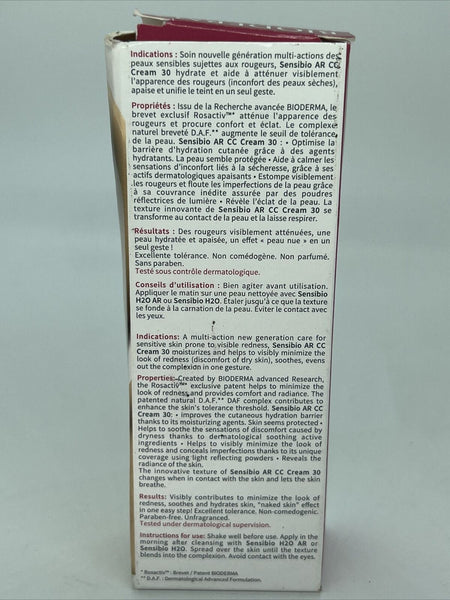 Indications : Soin nouvelle génération multi-actions des
peaux sensibles sujettes aux rougeurs, Sensibio AR CC
Cream 30 hydrate et aide à atténuer visiblement
l'apparence des rougeurs (inconfort des peaux sèches),
apaise et unifie le teint en un seul geste.
Propriétés : Issu de la Recherche avancée BIODERMA, le
brevet exclusif Rosactiv™* atténue l'apparence des
rougeurs et procure confort et éclat. Le complexe
naturel breveté D.A.F.** augmente le seuil de tolérance
de la peau. Sensibio AR CC Cream 30 : • Optimise la
barrière d'hydratation cutanée grâce à des agents
hydratants. La peau semble protégée • Aide à calmer les
sensations d'inconfort liés à la sécheresse, grâce à ses
actifs dermatologiques apaisants • Estompe visiblement
les rougeurs et floute les imperfections de la peau grâce
à sa couvrance inédite assurée par des poudres
réflectrices de lumière • Révèle l'éclat de la peau. La
texture innovante de Sensibio AR CC Cream 30 se
transforme au contact de la peau et la laisse respirer.
Résultats : Des rougeurs visiblement atténuées, une
peau hydratée et apaisée, un effet « peau nue » en un
seul geste !
Excellente tolérance. Non comédogène. Non parfumé.
Sans paraben.
Testé sous contrôle dermatologique.
Conseils d'utilisation : Bien agiter avant utilisation.
Appliquer le matin sur une peau nettoyée avec Sensibio
H2O AR ou Sensibio H2O. Étaler jusqu'à ce que la texture
se fonde à la carnation de la peau. Eviter le contact avec
les yeux.
Indications: A multi-action new generation care for
sensitive skin prone to visible redness, Sensibio AR CC
Cream 30 moisturizes and helps to visibly minimize the
look of redness (discomfort of dry skin), soothes, evens
out the complexion in one gesture.
Properties: Created by BIODERMA advanced Research,
the Rosactiv™* exclusive patent helps to minimize the
look of redness and provides comfort and radiance. The
patented natural D.A.F.** DAF complex contributes to
enhance the skin's tolerance threshold. Sensibio AR CC
Cream 30: • improves the cutaneous hydration barrier
thanks to its moisturizing agents. Skin seems protected •
Helps to soothe the sensations of discomfort caused by
dryness thanks to dermatological soothing active
ingredients • Helps to visibly minimize the look of
redness and conceals imperfections thanks to its unique
coverage using light reflecting powders • Reveals the
radiance of the skin.
The innovative texture of Sensibio AR CC Cream 30
changes when in contact with the skin and lets the skin
breathe.
Results: Visibly contributes to minimize the look of
redness, soothes and hydrates skin, "naked skin" effect
in one easy step! Excellent tolerance. Non-comedogenic.
Paraben-free. Unfragranced.
Tested under dermatological supervision.
Instructions for use: Shake well before use. Apply in the
morning after cleansing with Sensibio H2O AR or
Sensibio H2O. Spread over the skin until the texture
blends into the complexion. Avoid contact with the eyes.
* Rosactiv™ : Brevet / Patent BIODERMA
** D.A.F. : Dermatological Advanced Formulation.